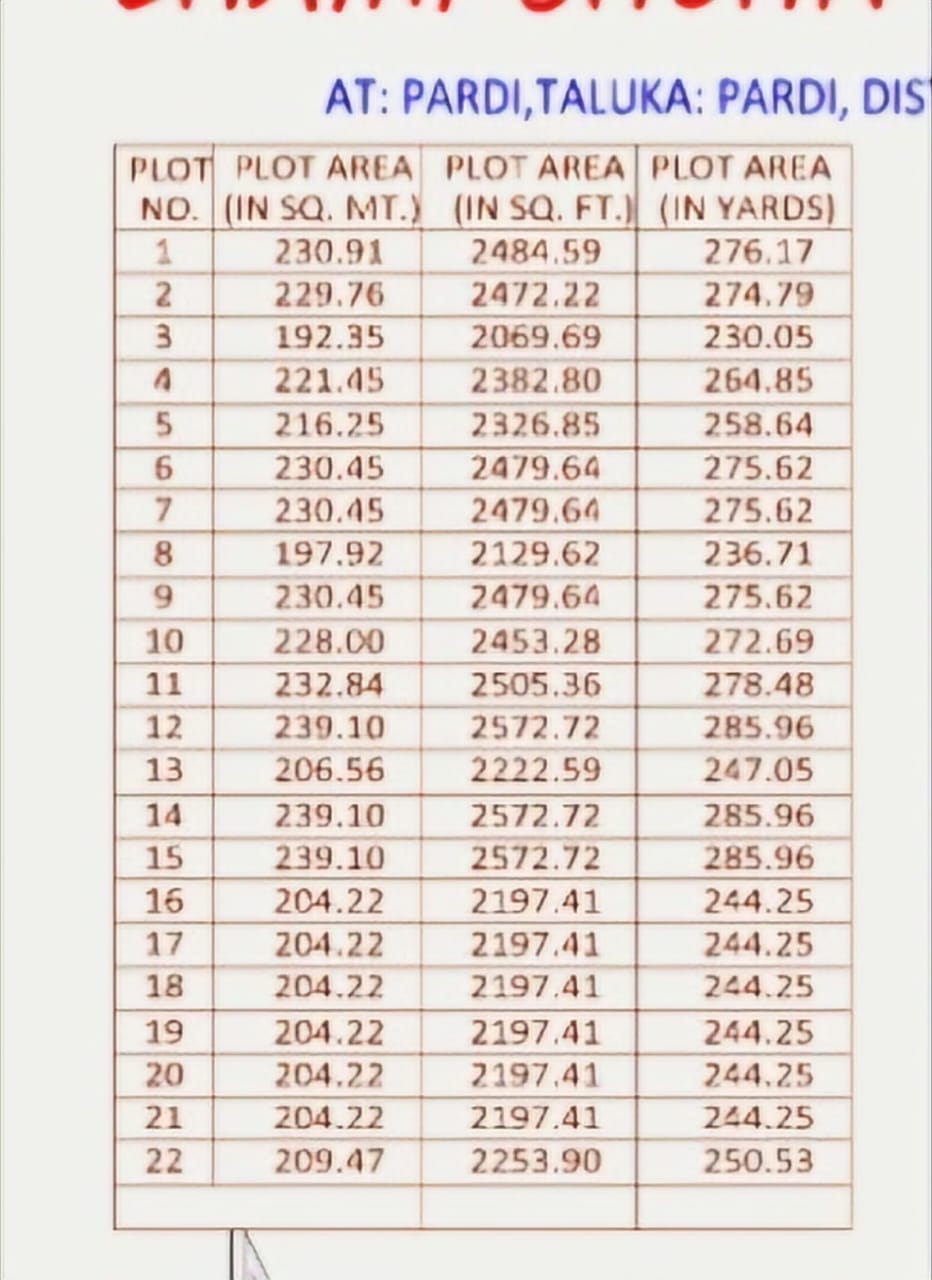 AT: PARDI,TALUKA: PARDI, DIS
PLOT NO. PLOT AREA (IN SQ. MT.) PLOT AREA (IN SQ. FT.) PLOT AREA (IN YARDS)
1 230.91 2484.59 276.17
2 229.76 2472.22 274.79
3 192.35 2069.69 230.05
4 221.45 2382.80 264.85
5 216.25 2326.85 258.64
6 230.45 2479.64 275.62
7 230.45 2479.64 275.62
8 197.92 2129.62 236.71
9 230.45 2479.64 275.62
10 228.00 2453.28 272.69
11 232.84 2505.36 278.48
12 239.10 2572.72 285.96
13 206.56 2222.59 247.05
14 239.10 2572.72 285.96
15 239.10 2572.72 285.96
16 204.22 2197.41 244.25
17 204.22 2197.41 244.25
18 204.22 2197.41 244.25
19 204.22 2197.41 244.25
20 204.22 2197.41 244.25
21 204.22 2197.41 244.25
22 209.47 2253.90 250.53